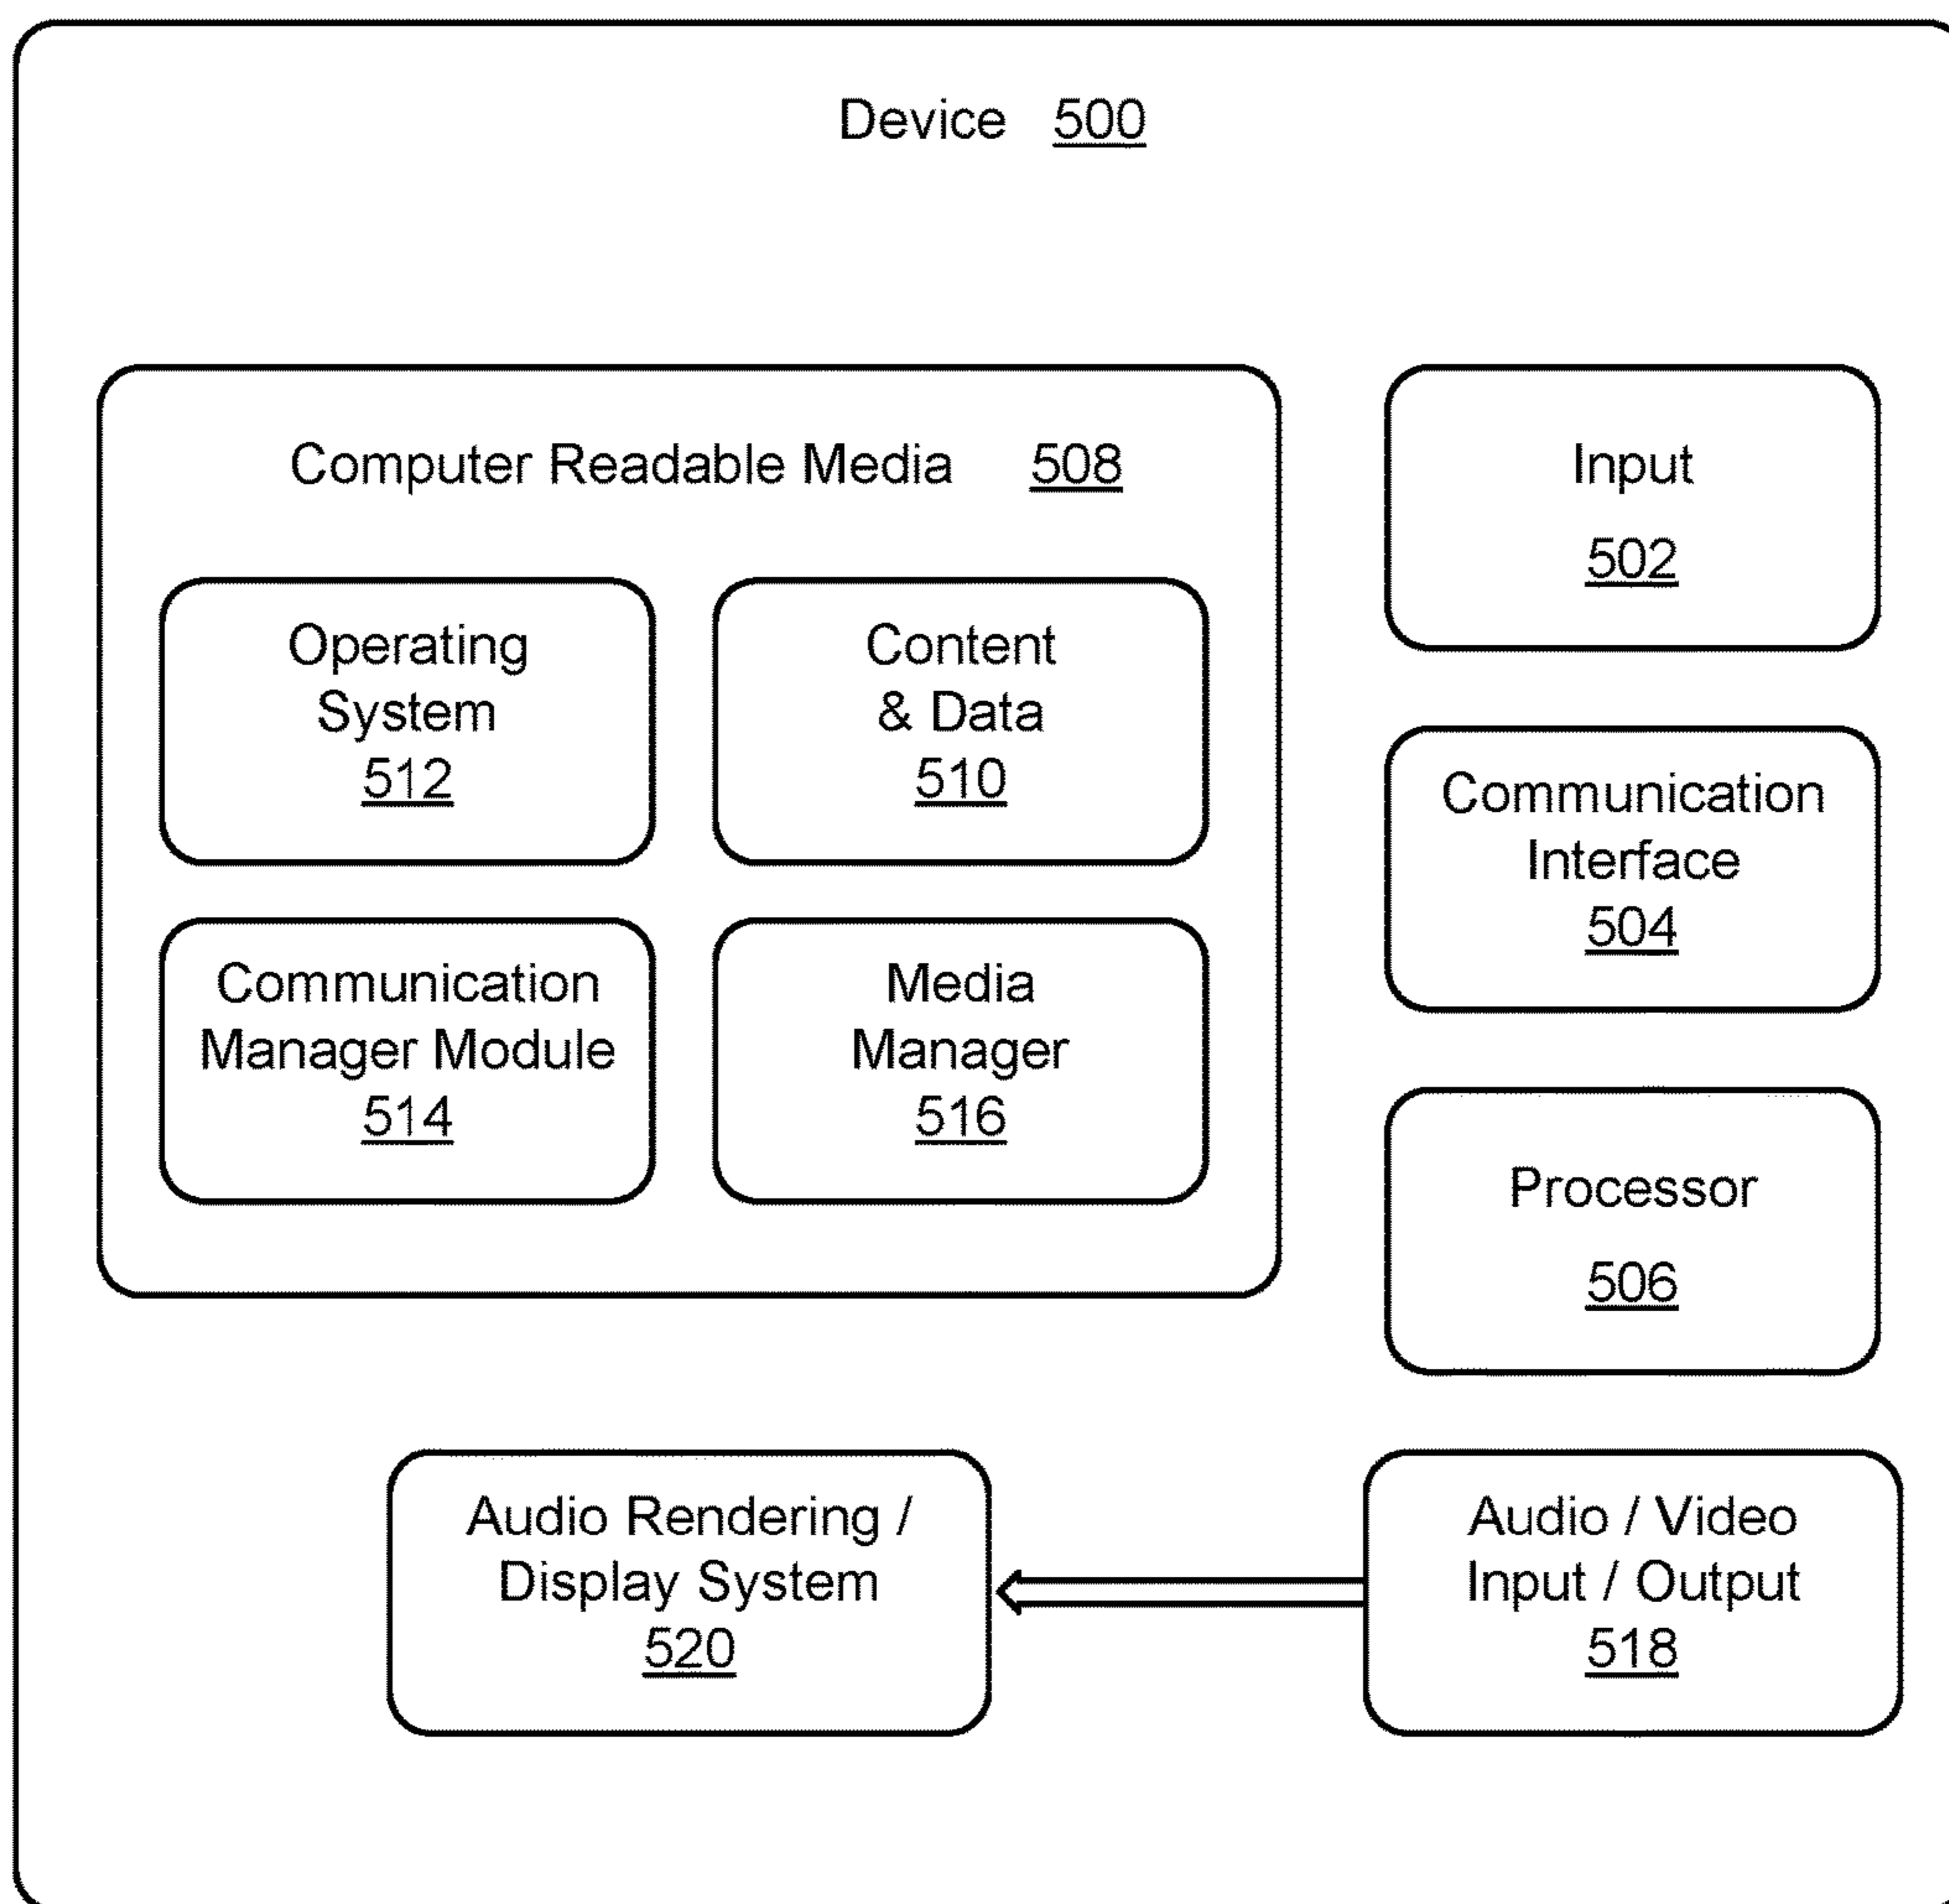 Device 500
Computer Readable Media 508
Operating
System
512
Content
& Data
510
Communication
Manager Module
514
Media
Manager
516
Input
502
Communication
Interface
504
Processor
506
Audio Rendering /
Display System
520
Audio / Video
Input / Output
518